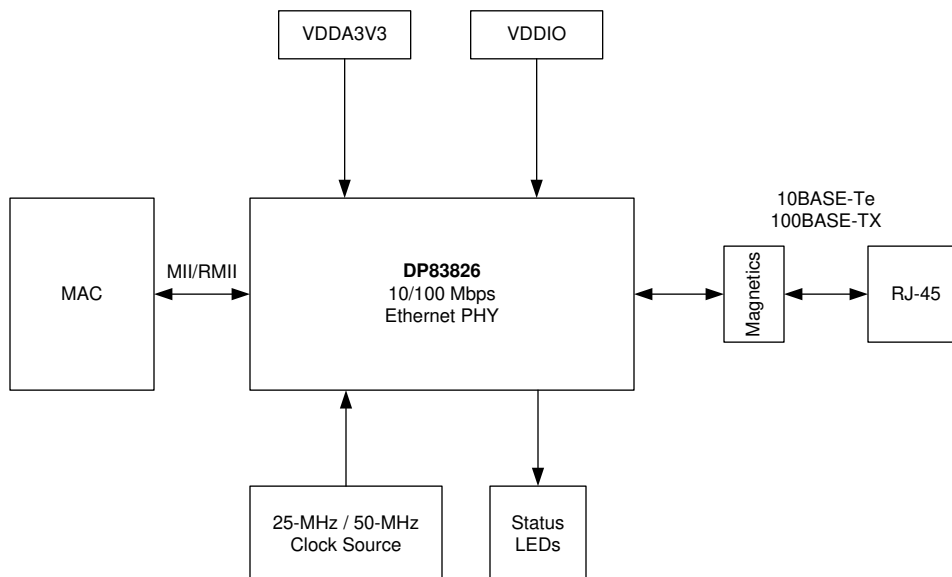 VDDA3V3
VDDIO
10BASE-Te
100BASE-TX
MAC
MII/RMII
DP83826
10/100 Mbps
Ethernet PHY
Magnetics
RJ-45
25-MHz / 50-MHz
Clock Source
Status
LEDs